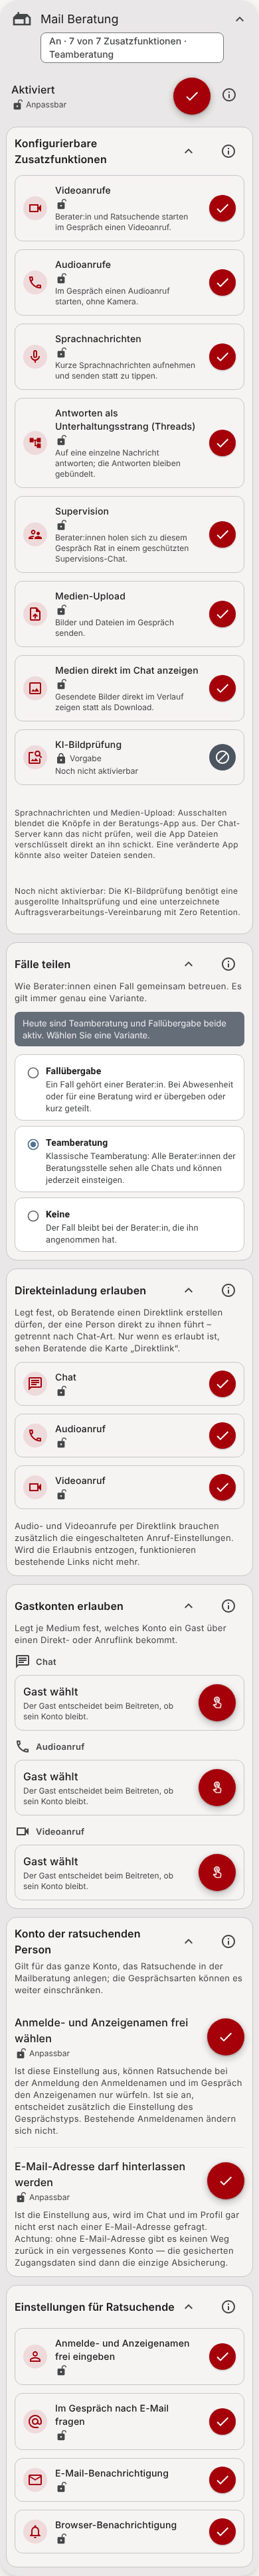 Mail Beratung
An · 7 von 7 Zusatzfunktionen ·
Teamberatung
Aktiviert
Anpassbar
Konfigurierbare
Zusatzfunktionen
Videoanrufe
Berater:in und Ratsuchende starten
im Gespräch einen Videoanruf.
Audioanrufe
Im Gespräch einen Audioanruf
starten, ohne Kamera.
Sprachnachrichten
Kurze Sprachnachrichten aufnehmen
und senden statt zu tippen.
Antworten als
Unterhaltungsstrang (Threads)
Auf eine einzelne Nachricht
antworten; die Antworten bleiben
gebündelt.
Supervision
Berater:innen holen sich zu diesem
Gespräch Rat in einem geschützten
Supervisions-Chat.
Medien-Upload
Bilder und Dateien im Gespräch
senden.
Medien direkt im Chat anzeigen
Gesendete Bilder direkt im Verlauf
zeigen statt als Download.
KI-Bildprüfung
Vorgabe
Noch nicht aktivierbar
Sprachnachrichten und Medien-Upload: Ausschalten
blendet die Knöpfe in der Beratungs-App aus. Der Chat-
Server kann das nicht prüfen, weil die App Dateien
verschlüsselt direkt an ihn schickt. Eine veränderte App
könnte also weiter Dateien senden.
Noch nicht aktivierbar: Die KI-Bildprüfung benötigt eine
ausgerollte Inhaltsprüfung und eine unterzeichnete
Auftragsverarbeitungs-Vereinbarung mit Zero Retention.
Fälle teilen
Wie Berater:innen einen Fall gemeinsam betreuen. Es
gilt immer genau eine Variante.
Heute sind Teamberatung und Fallübergabe beide
aktiv. Wählen Sie eine Variante.
Fallübergabe
Ein Fall gehört einer Berater:in. Bei Abwesenheit
oder für eine Beratung wird er übergeben oder
kurz geteilt.
Teamberatung
Klassische Teamberatung: Alle Berater:innen der
Beratungsstelle sehen alle Chats und können
jederzeit einsteigen.
Keine
Der Fall bleibt bei der Berater:in, die ihn
angenommen hat.
Direkteinladung erlauben
Legt fest, ob Beratende einen Direktlink erstellen
dürfen, der eine Person direkt zu ihnen führt –
getrennt nach Chat-Art. Nur wenn es erlaubt ist,
sehen Beratende die Karte „Direktlink“.
Chat
Audioanruf
Videoanruf
Audio- und Videoanrufe per Direktlink brauchen
zusätzlich die eingeschalteten Anruf-Einstellungen.
Wird die Erlaubnis entzogen, funktionieren
bestehende Links nicht mehr.
Gastkonten erlauben
Legt je Medium fest, welches Konto ein Gast über
einen Direkt- oder Anruflink bekommt.
Chat
Gast wählt
Der Gast entscheidet beim Beitreten, ob
sein Konto bleibt.
Audioanruf
Gast wählt
Der Gast entscheidet beim Beitreten, ob
sein Konto bleibt.
Videoanruf
Gast wählt
Der Gast entscheidet beim Beitreten, ob
sein Konto bleibt.
Konto der ratsuchenden
Person
Gilt für das ganze Konto, das Ratsuchende in der
Mailberatung anlegen; die Gesprächsarten können es
weiter einschränken.
Anmelde- und Anzeigenamen frei
wählen
Anpassbar
Ist diese Einstellung aus, können Ratsuchende bei
der Anmeldung den Anmeldenamen und im Gespräch
den Anzeigenamen nur würfeln. Ist sie an,
entscheidet zusätzlich die Einstellung des
Gesprächstyps. Bestehende Anmeldenamen ändern
sich nicht.
E-Mail-Adresse darf hinterlassen
werden
Anpassbar
Ist die Einstellung aus, wird im Chat und im Profil gar
nicht erst nach einer E-Mail-Adresse gefragt.
Achtung: ohne E-Mail-Adresse gibt es keinen Weg
zurück in ein vergessenes Konto — die gesicherten
Zugangsdaten sind dann die einzige Absicherung.
Einstellungen für Ratsuchende
Anmelde- und Anzeigenamen
frei eingeben
Im Gespräch nach E-Mail
fragen
E-Mail-Benachrichtigung
Browser-Benachrichtigung